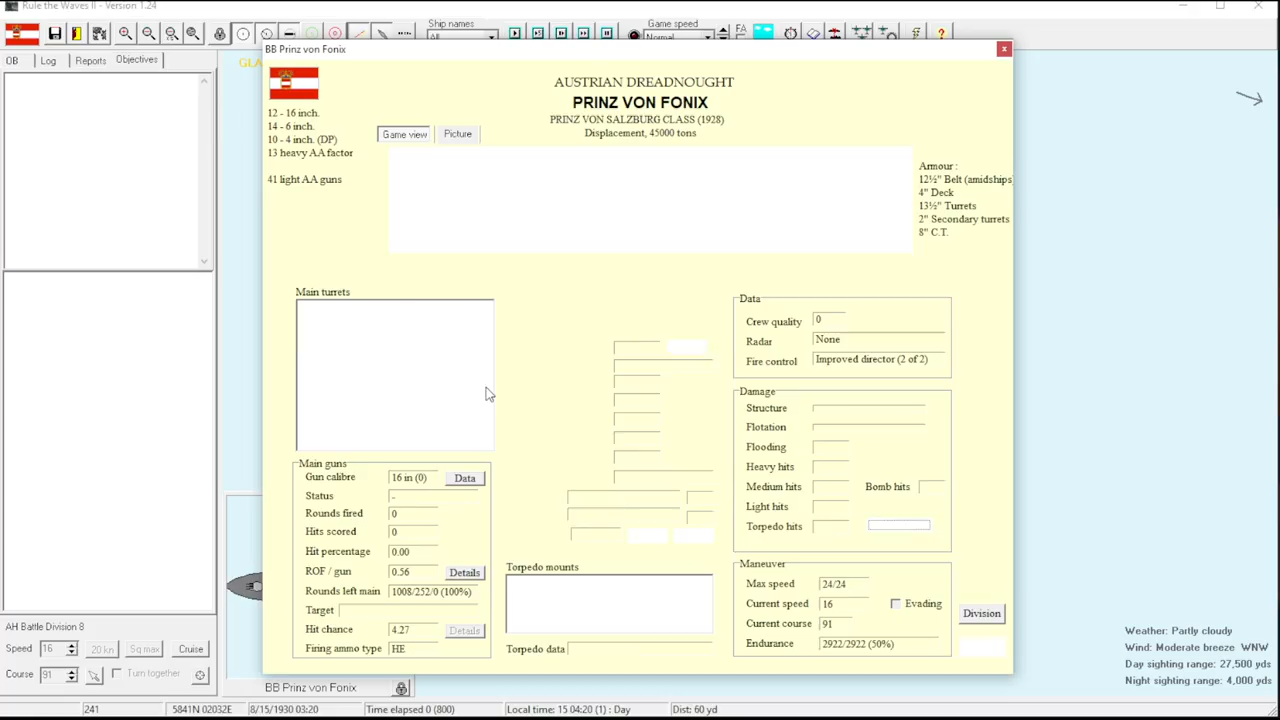 Rule the Waves II - Version 1.24
Ship names
All
Game speed
Normal
FA
OB
Log
Reports
Objectives
BB Prinz von Fonix
x
AUSTRIAN DREADNOUGHT
PRINZ VON FONIX
PRINZ VON SALZBURG CLASS (1928)
Displacement, 45000 tons
12 - 16 inch.
14 - 6 inch.
10 - 4 inch. (DP)
13 heavy AA factor
41 light AA guns
Game view
Picture
Armour :
12½" Belt (amidships)
4" Deck
13½" Turrets
2" Secondary turrets
8" C.T.
Main turrets
Data
Crew quality 0
Radar None
Fire control Improved director (2 of 2)
Damage
Structure
Flotation
Flooding
Heavy hits
Medium hits Bomb hits
Light hits
Torpedo hits
Main guns
Gun calibre 16 in (0) Data
Status -
Rounds fired 0
Hits scored 0
Hit percentage 0.00
ROF / gun 0.56 Details
Rounds left main 1008/252/0 (100%)
Target
Hit chance 4.27 Details
Firing ammo type HE
Torpedo mounts
Torpedo data
Maneuver
Max speed 24/24
Current speed 16 Evading
Current course 91
Endurance 2922/2922 (50%)
Division
AH Battle Division 8
Speed 16 20 kn Sq max Cruise
Course 91 Turn together
BB Prinz von Fonix
Weather: Partly cloudy
Wind: Moderate breeze WNW
Day sighting range: 27,500 yds
Night sighting range: 4,000 yds
241 5841N 02032E 8/15/1930 03:20 Time elapsed 0 (800) Local time: 15 04:20 (1) : Day Dist: 60 yd